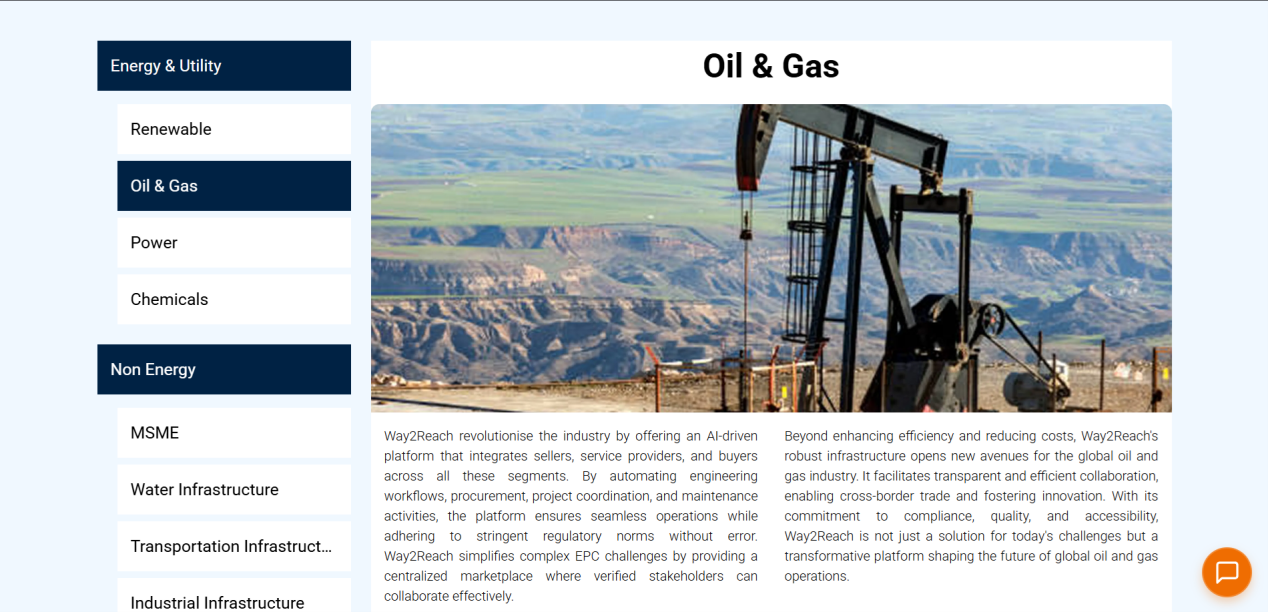 Energy & Utility
Renewable
Oil & Gas
Power
Chemicals
Non Energy
MSME
Water Infrastructure
Transportation Infrastruct...
Industrial Infrastructure
Oil & Gas
Way2Reach revolutionise the industry by offering an AI-driven
platform that integrates sellers, service providers, and buyers
across all these segments. By automating engineering
workflows, procurement, project coordination, and maintenance
activities, the platform ensures seamless operations while
adhering to stringent regulatory norms without error.
Way2Reach simplifies complex EPC challenges by providing a
centralized marketplace where verified stakeholders can
collaborate effectively.
Beyond enhancing efficiency and reducing costs, Way2Reach's
robust infrastructure opens new avenues for the global oil and
gas industry. It facilitates transparent and efficient collaboration,
enabling cross-border trade and fostering innovation. With its
commitment to compliance, quality, and accessibility,
Way2Reach is not just a solution for today's challenges but a
transformative platform shaping the future of global oil and gas
operations.